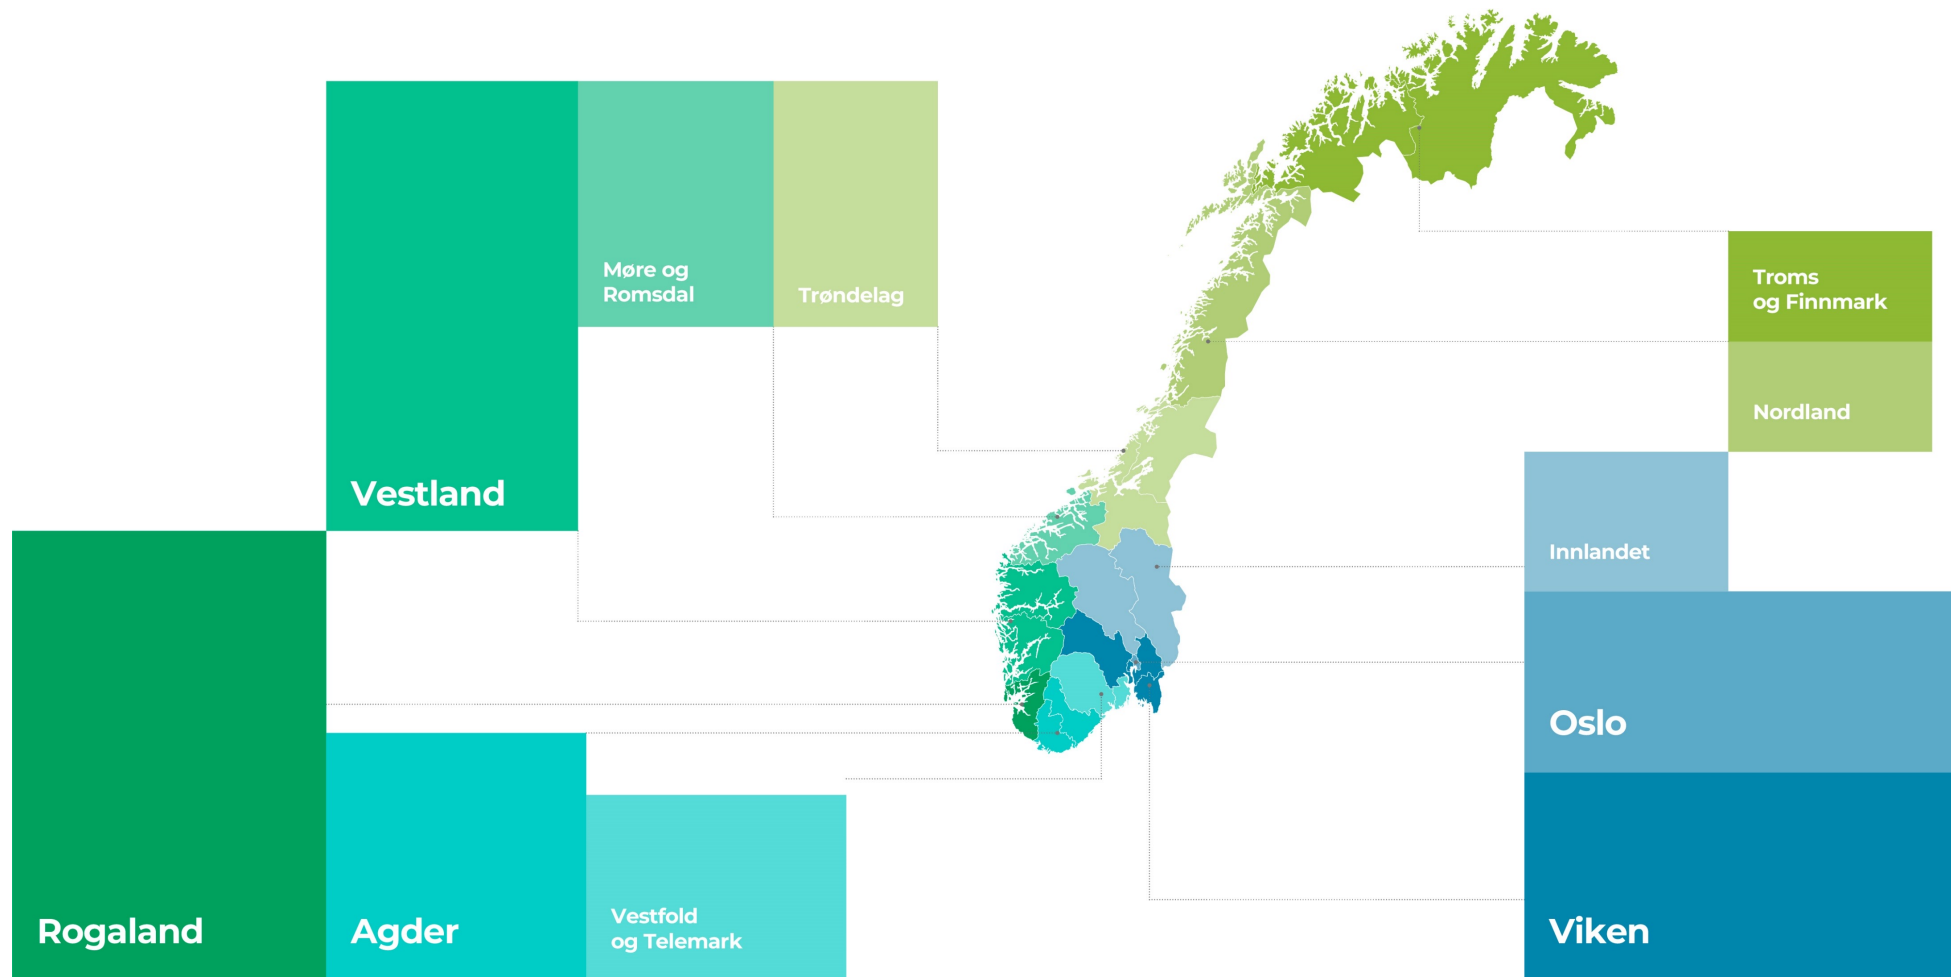 Møre og
Romsdal
Trøndelag
Vestland
Rogaland
Agder
Vestfold
og Telemark
Troms
og Finnmark
Nordland
Innlandet
Oslo
Viken